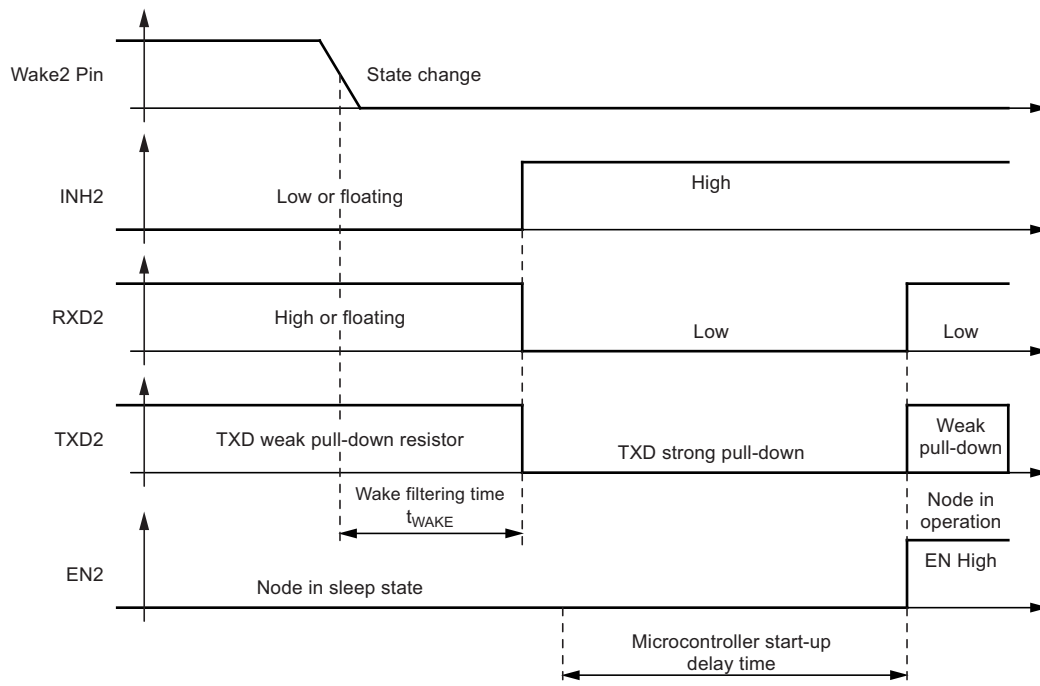 Wake2 Pin
State change
INH2
Low or floating
High
RXD2
High or floating
Low
Low
TXD2
TXD weak pull-down resistor
TXD strong pull-down
Weak
pull-down
Wake filtering time
tWAKE
Node in
operation
EN2
Node in sleep state
EN High
Microcontroller start-up
delay time